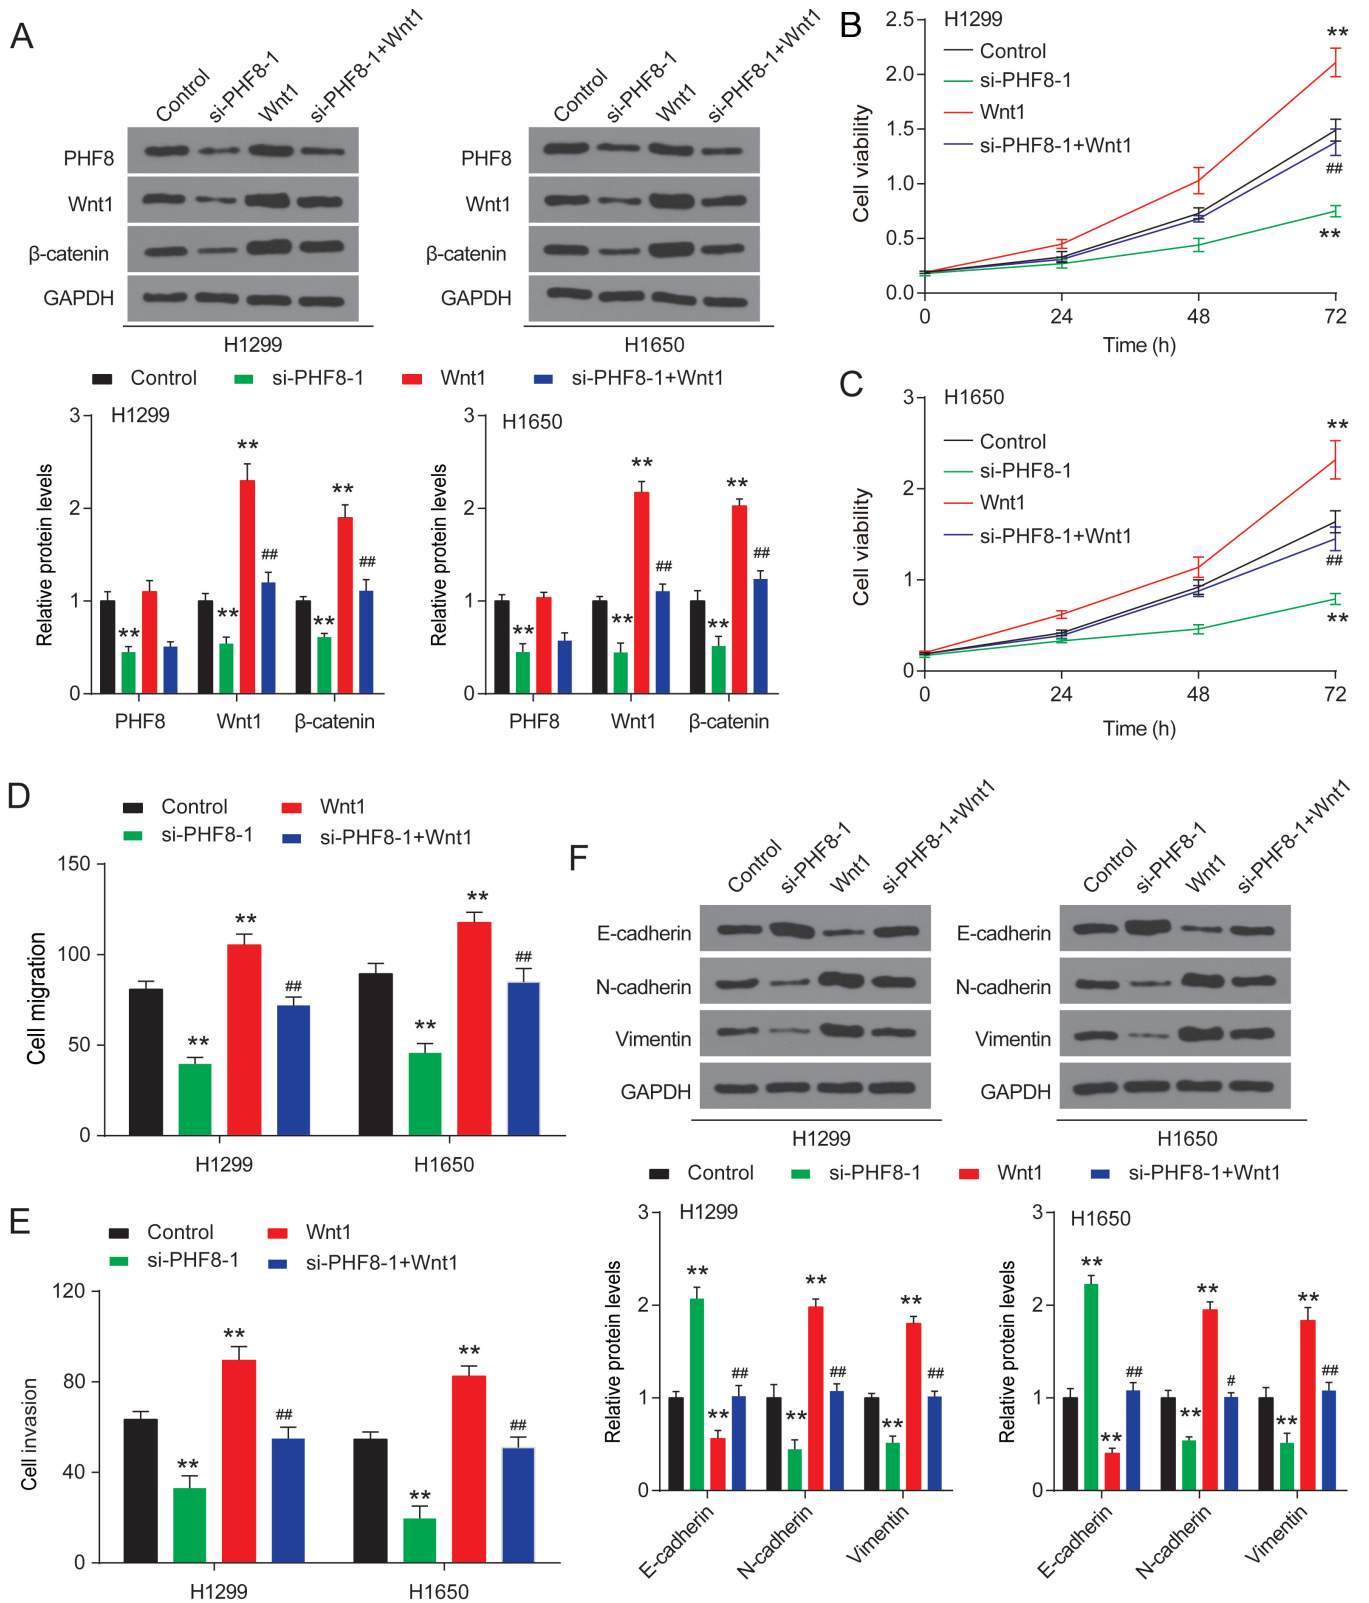 A
Control
si-PHF8-1
Wnt1
si-PHF8-1+Wnt1
Control
si-PHF8-1
Wnt1
si-PHF8-1+Wnt1
PHF8
Wnt1
β-catenin
GAPDH
H1299
PHF8
Wnt1
β-catenin
GAPDH
H1650
Control si-PHF8-1 Wnt1 si-PHF8-1+Wnt1
H1299
Relative protein levels
3
2
1
0
** ** ** ## ** ** ##
PHF8 Wnt1 β-catenin
H1650
Relative protein levels
3
2
1
0
** ** ** ## ** ** ##
PHF8 Wnt1 β-catenin
B
H1299
Control
si-PHF8-1
Wnt1
si-PHF8-1+Wnt1
Cell viability
2.5
2.0
1.5
1.0
0.5
0.0
**
##
**
0 24 48 72
Time (h)
C
H1650
Control
si-PHF8-1
Wnt1
si-PHF8-1+Wnt1
Cell viability
3
2
1
0
**
##
**
0 24 48 72
Time (h)
D
Control Wnt1
si-PHF8-1 si-PHF8-1+Wnt1
Cell migration
150
100
50
0
** ** ## ** ** ##
H1299 H1650
E
Control Wnt1
si-PHF8-1 si-PHF8-1+Wnt1
Cell invasion
120
80
40
0
** ** ## ** ** ##
H1299 H1650
F
Control
si-PHF8-1
Wnt1
si-PHF8-1+Wnt1
Control
si-PHF8-1
Wnt1
si-PHF8-1+Wnt1
E-cadherin
N-cadherin
Vimentin
GAPDH
H1299
E-cadherin
N-cadherin
Vimentin
GAPDH
H1650
Control si-PHF8-1 Wnt1 si-PHF8-1+Wnt1
H1299
Relative protein levels
3
2
1
0
** ** ## ** ** ## ** ** ##
E-cadherin N-cadherin Vimentin
H1650
Relative protein levels
3
2
1
0
** ** ## ** ** # ** ** ##
E-cadherin N-cadherin Vimentin